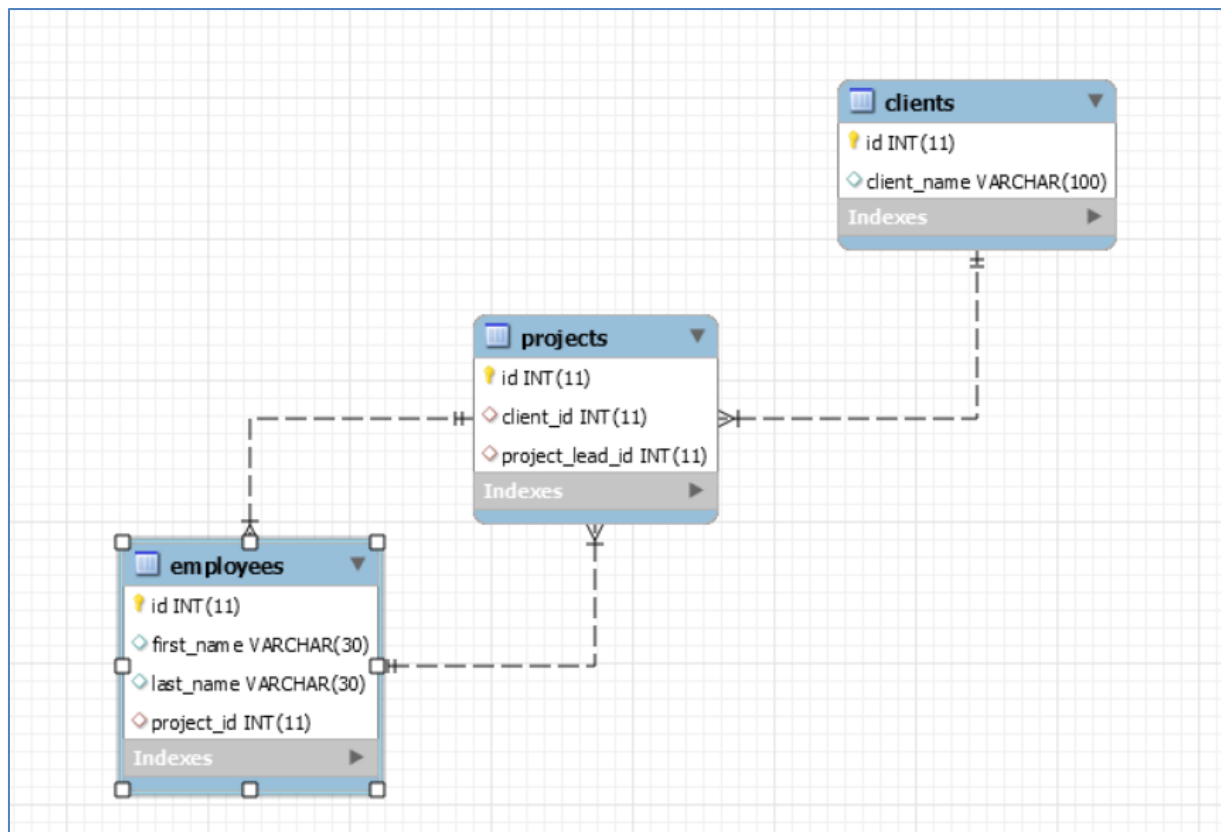 clients
id INT(11)
client_name VARCHAR(100)
Indexes
projects
id INT(11)
client_id INT(11)
project_lead_id INT(11)
Indexes
employees
id INT(11)
first_name VARCHAR(30)
last_name VARCHAR(30)
project_id INT(11)
Indexes